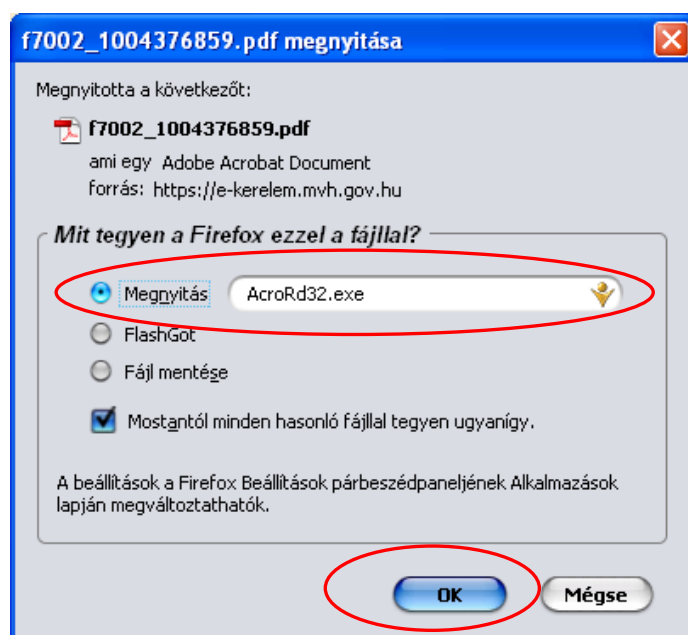 f7002_1004376859.pdf megnyitása
Megnyitotta a következőt:
f7002_1004376859.pdf
ami egy Adobe Acrobat Document
forrás: https://e-kerelem.mvh.gov.hu
Mit tegyen a Firefox ezzel a fájllal?
Megnyitás AcroRd32.exe
FlashGot
Fájl mentése
Mostantól minden hasonló fájllal tegyen ugyanígy.
A beállítások a Firefox Beállítások párbeszédpaneljének Alkalmazások
lapján megváltoztathatók.
OK Mégse